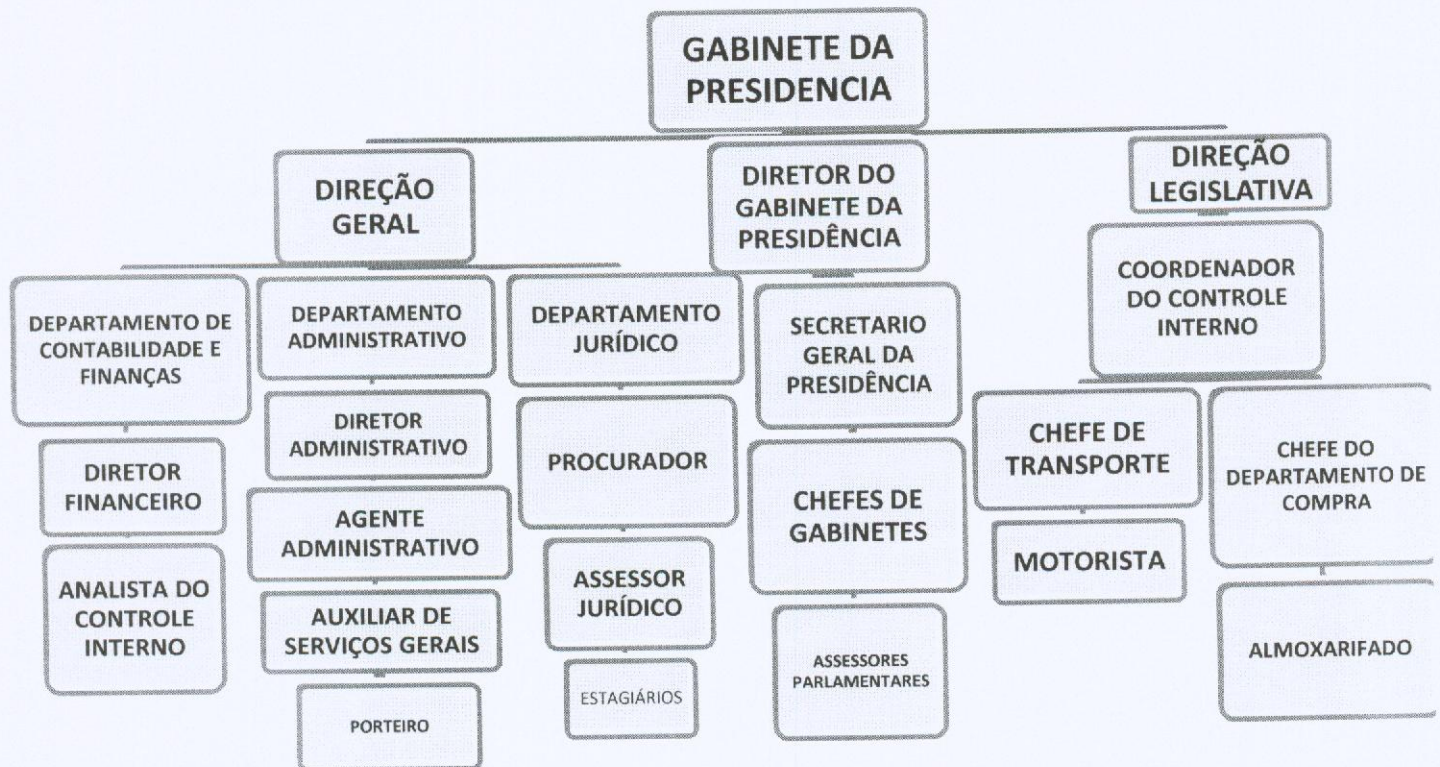 GABINETE DA
PRESIDENCIA
DIREÇÃO
GERAL
DIRETOR DO
GABINETE DA
PRESIDÊNCIA
DIREÇÃO
LEGISLATIVA
DEPARTAMENTO DE
CONTABILIDADE E
FINANÇAS
DIRETOR
FINANCEIRO
ANALISTA DO
CONTROLE
INTERNO
DEPARTAMENTO
ADMINISTRATIVO
DIRETOR
ADMINISTRATIVO
AGENTE
ADMINISTRATIVO
AUXILIAR DE
SERVIÇOS GERAIS
PORTEIRO
DEPARTAMENTO
JURÍDICO
PROCURADOR
ASSESSOR
JURÍDICO
ESTAGIÁRIOS
SECRETARIO
GERAL DA
PRESIDÊNCIA
CHEFES DE
GABINETES
ASSESSORES
PARLAMENTARES
COORDENADOR
DO CONTROLE
INTERNO
CHEFE DE
TRANSPORTE
MOTORISTA
CHEFE DO
DEPARTAMENTO DE
COMPRA
ALMOXARIFADO